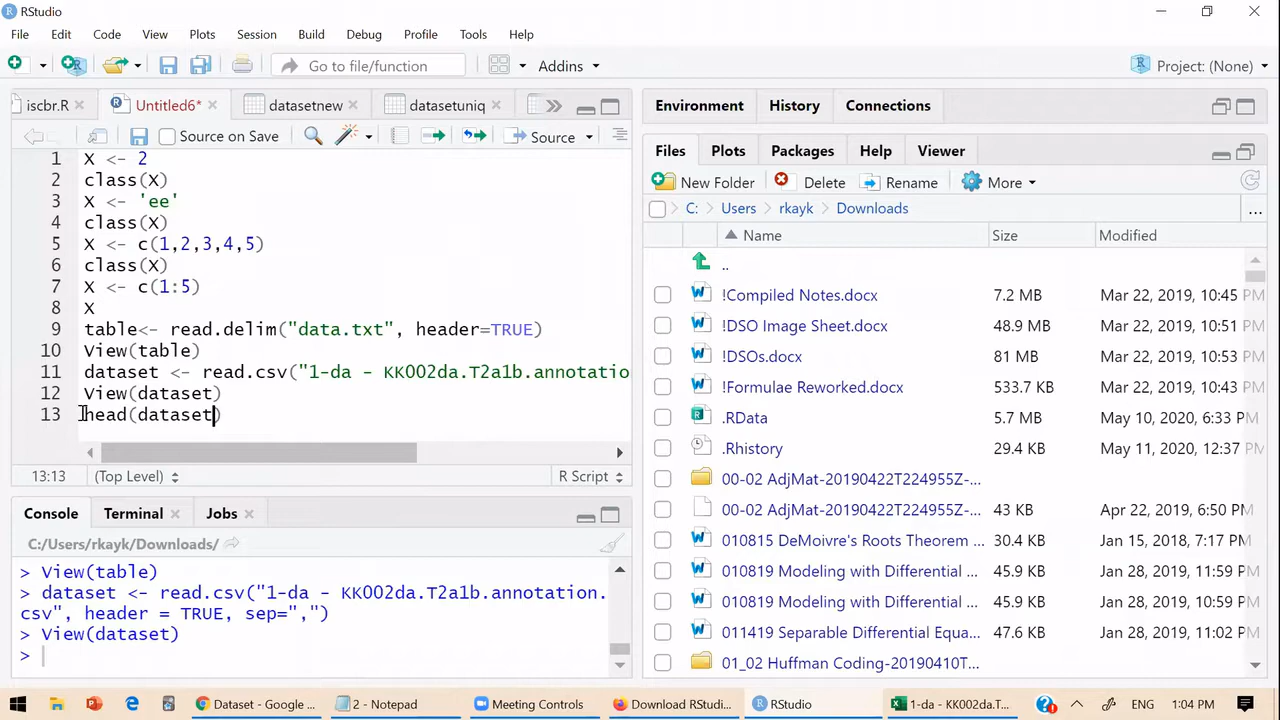 RStudio
File Edit Code View Plots Session Build Debug Profile Tools Help
Go to file/function Addins Project: (None)
iscbr.R Untitled6* datasetnew datasetuniq
Source on Save Source
1 X <- 2
2 class(X)
3 X <- 'ee'
4 class(X)
5 X <- c(1,2,3,4,5)
6 class(X)
7 X <- c(1:5)
8 X
9 table<- read.delim("data.txt", header=TRUE)
10 View(table)
11 dataset <- read.csv("1-da - KK002da.T2a1b.annotatio
12 View(dataset)
13 head(dataset)
13:13 (Top Level) R Script
Console Terminal Jobs
C:/Users/rkayk/Downloads/
> View(table)
> dataset <- read.csv("1-da - KK002da.T2a1b.annotation.
csv", header = TRUE, sep=",")
> View(dataset)
>
Environment History Connections
Files Plots Packages Help Viewer
New Folder Delete Rename More
C: Users rkayk Downloads ...
Name Size Modified
..
!Compiled Notes.docx 7.2 MB Mar 22, 2019, 10:45 PM
!DSO Image Sheet.docx 48.9 MB Mar 22, 2019, 10:51 PM
!DSOs.docx 81 MB Mar 22, 2019, 10:53 PM
!Formulae Reworked.docx 533.7 KB Mar 22, 2019, 10:43 PM
.RData 5.7 MB May 10, 2020, 6:33 PM
.Rhistory 29.4 KB May 11, 2020, 12:37 PM
00-02 AdjMat-20190422T224955Z-...
00-02 AdjMat-20190422T224955Z-... 43 KB Apr 22, 2019, 6:50 PM
010815 DeMoivre's Roots Theorem ... 30.4 KB Jan 15, 2018, 7:17 PM
010819 Modeling with Differential ... 45.9 KB Jan 28, 2019, 11:59 PM
010819 Modeling with Differential ... 45.9 KB Jan 28, 2019, 10:59 PM
011419 Separable Differential Equa... 47.6 KB Jan 28, 2019, 11:02 PM
01_02 Huffman Coding-20190410T...
Dataset - Google ... 2 - Notepad Meeting Controls Download RStudi... RStudio 1-da - KK002da.T... ENG 1:04 PM